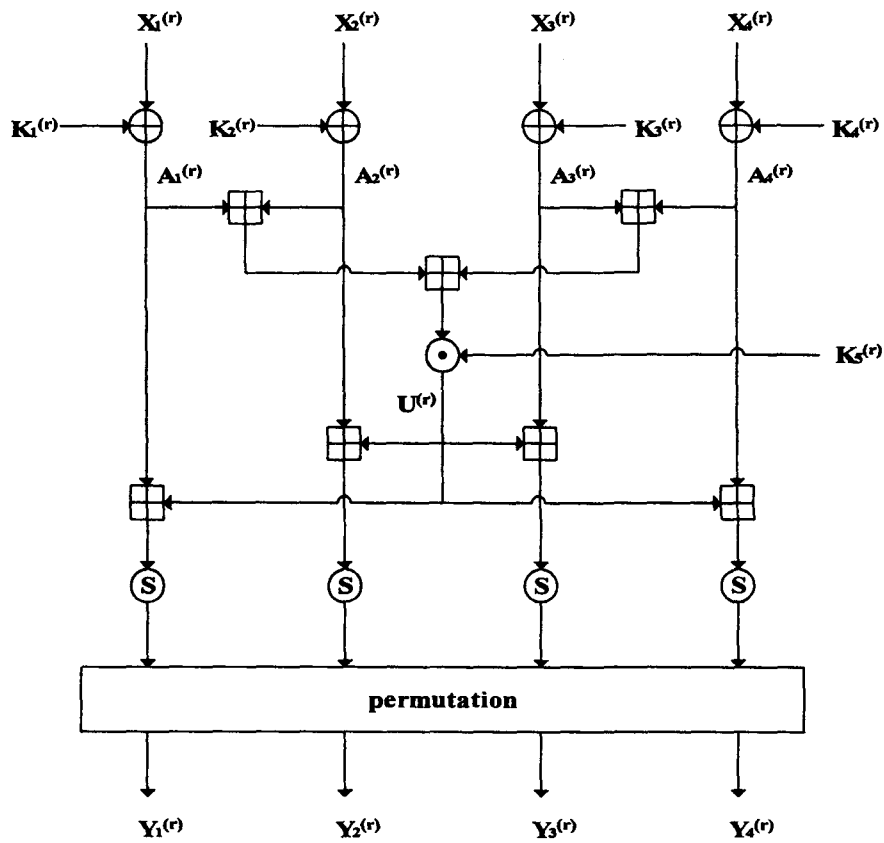 X₁⁽ʳ⁾ X₂⁽ʳ⁾ X₃⁽ʳ⁾ X₄⁽ʳ⁾
K₁⁽ʳ⁾ K₂⁽ʳ⁾ K₃⁽ʳ⁾ K₄⁽ʳ⁾
A₁⁽ʳ⁾ A₂⁽ʳ⁾ A₃⁽ʳ⁾ A₄⁽ʳ⁾
K₅⁽ʳ⁾
U⁽ʳ⁾
S S S S
permutation
Y₁⁽ʳ⁾ Y₂⁽ʳ⁾ Y₃⁽ʳ⁾ Y₄⁽ʳ⁾